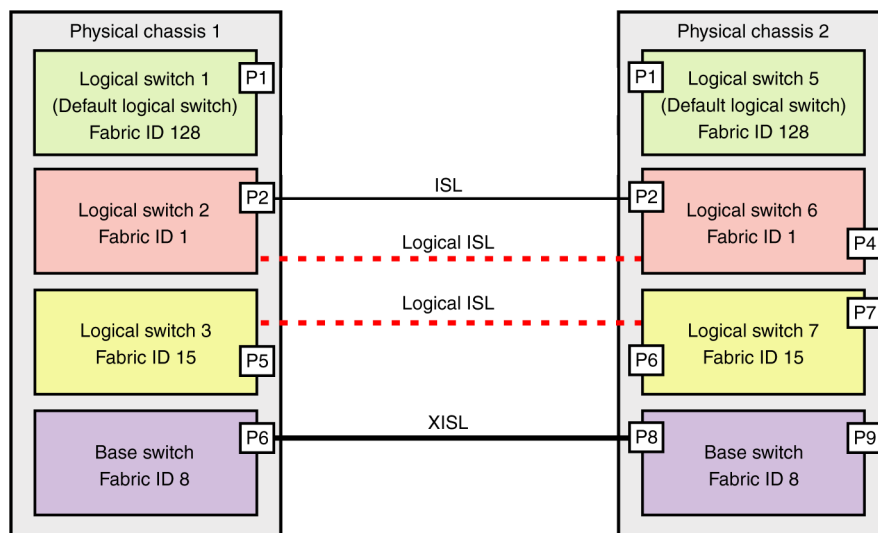 Physical chassis 1
Logical switch 1
(Default logical switch)
Fabric ID 128
P1
Logical switch 2
Fabric ID 1
P2
Logical switch 3
Fabric ID 15
P5
Base switch
Fabric ID 8
P6
ISL
Logical ISL
Logical ISL
XISL
Physical chassis 2
P1
Logical switch 5
(Default logical switch)
Fabric ID 128
P2
Logical switch 6
Fabric ID 1
P4
P7
Logical switch 7
Fabric ID 15
P6
P8
Base switch
Fabric ID 8
P9